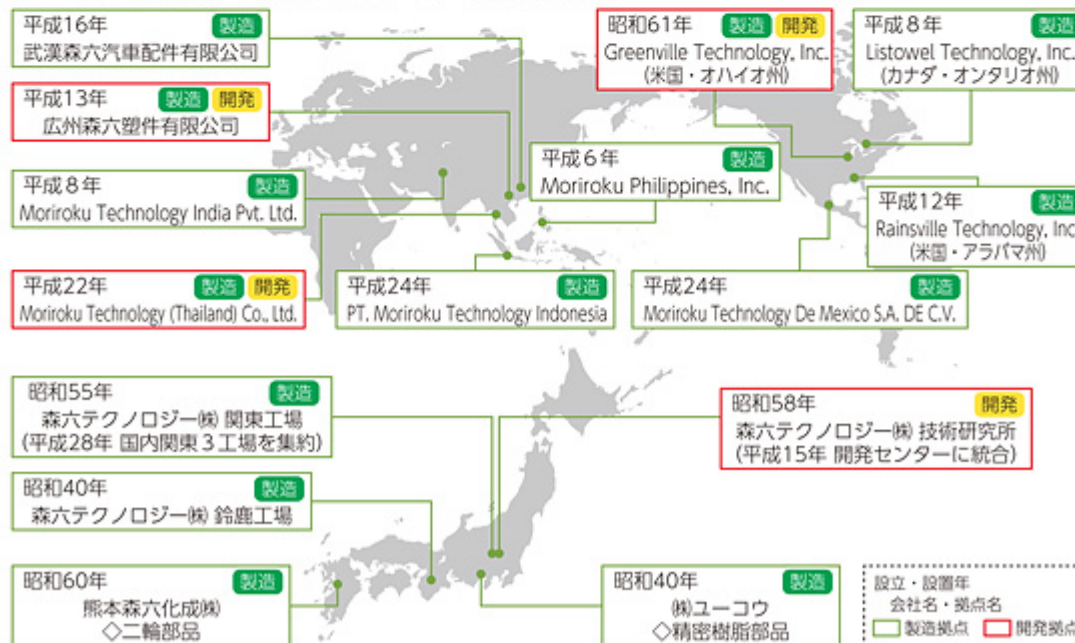 平成16年 製造
武漢森六汽車配件有限公司
昭和61年 製造 開発
Greenville Technology, Inc.
(米国・オハイオ州)
平成8年 製造
Listowel Technology, Inc.
(カナダ・オンタリオ州)
平成13年 製造 開発
広州森六塑件有限公司
平成6年 製造
Moriroku Philippines, Inc.
平成8年 製造
Moriroku Technology India Pvt. Ltd.
平成12年 製造
Rainsville Technology, Inc
(米国・アラバマ州)
平成22年 製造 開発
Moriroku Technology (Thailand) Co., Ltd.
平成24年 製造
PT. Moriroku Technology Indonesia
平成24年 製造
Moriroku Technology De Mexico S.A. DE C.V.
昭和55年 製造
森六テクノロジー㈱ 関東工場
(平成28年 国内関東3工場を集約)
昭和58年 開発
森六テクノロジー㈱ 技術研究所
(平成15年 開発センターに統合)
昭和40年 製造
森六テクノロジー㈱ 鈴鹿工場
昭和60年 製造
熊本森六化成㈱
◇二輪部品
昭和40年 製造
㈱ユーコウ
◇精密樹脂部品
設立・設置年
会社名・拠点名
製造拠点 開発拠点